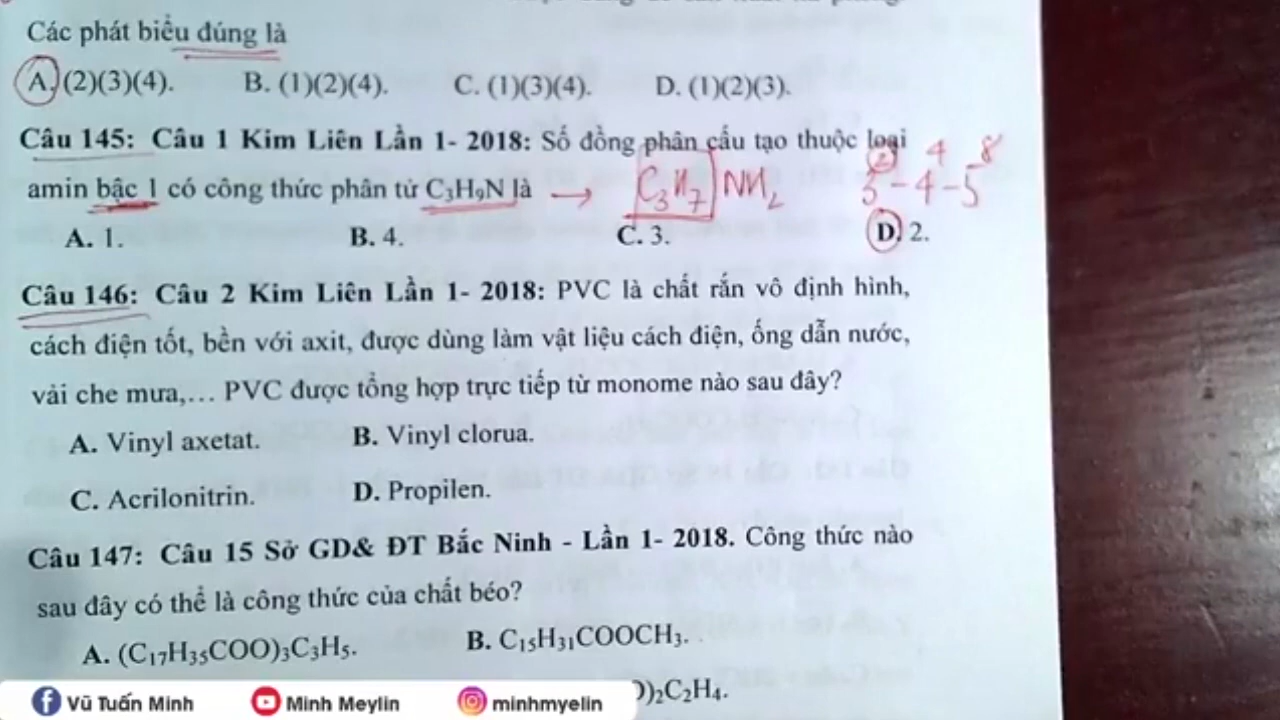 Các phát biểu đúng là
A. (2)(3)(4). B. (1)(2)(4). C. (1)(3)(4). D. (1)(2)(3).
Câu 145: Câu 1 Kim Liên Lần 1- 2018: Số đồng phân cấu tạo thuộc loại
amin bậc 1 có công thức phân tử C₃H₉N là → C₃H₇NH₂ 3 - 4 - 5
2 4 8
A. 1. B. 4. C. 3. D. 2.
Câu 146: Câu 2 Kim Liên Lần 1- 2018: PVC là chất rắn vô định hình,
cách điện tốt, bền với axit, được dùng làm vật liệu cách điện, ống dẫn nước,
vải che mưa,... PVC được tổng hợp trực tiếp từ monome nào sau đây?
A. Vinyl axetat. B. Vinyl clorua.
C. Acrilonitrin. D. Propilen.
Câu 147: Câu 15 Sở GD& ĐT Bắc Ninh - Lần 1- 2018. Công thức nào
sau đây có thể là công thức của chất béo?
A. (C₁₇H₃₅COO)₃C₃H₅. B. C₁₅H₃₁COOCH₃.
)₂C₂H₄.
Vũ Tuấn Minh Minh Meylin minhmyelin